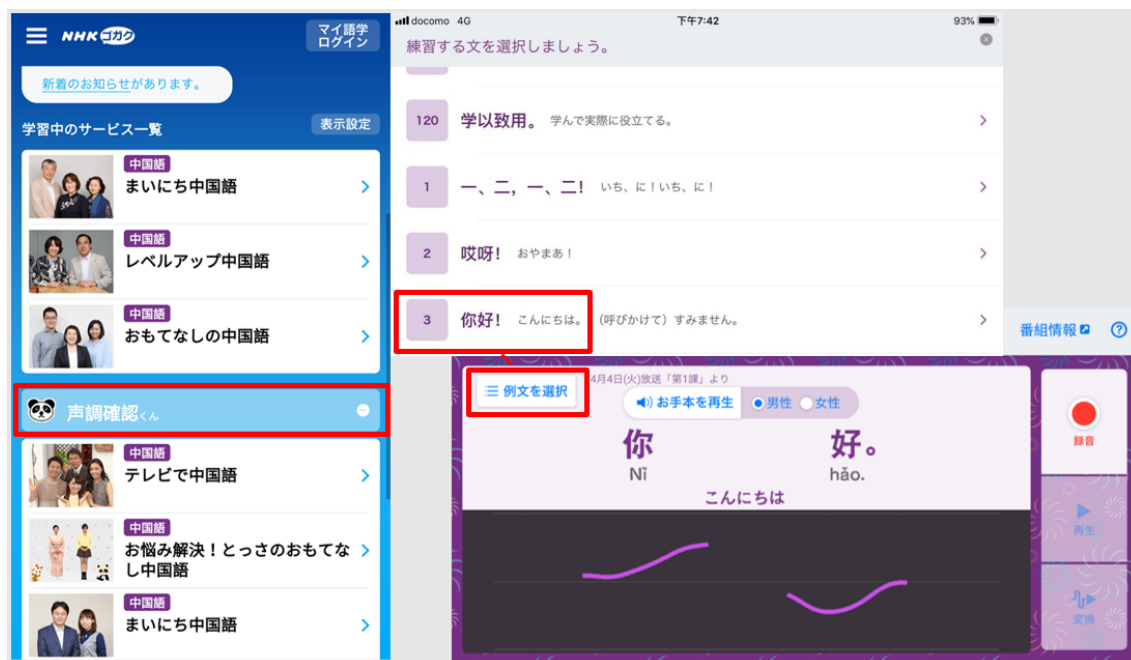 NHK ゴガク
マイ語学
ログイン
新着のお知らせがあります。
学習中のサービス一覧
表示設定
中国語
まいにち中国語
中国語
レベルアップ中国語
中国語
おもてなしの中国語
声調確認くん
中国語
テレビで中国語
中国語
お悩み解決！とっさのおもてな
し中国語
中国語
まいにち中国語
docomo 4G 下午7:42 93%
練習する文を選択しましょう。
120 学以致用。 学んで実際に役立てる。
1 一、二，一、二! いち、に！いち、に！
2 哎呀! おやまあ！
3 你好! こんにちは。（呼びかけて）すみません。
番組情報
?
例文を選択
4月4日(火)放送「第1課」より
お手本を再生 男性 女性
你 好。
Nǐ hǎo.
こんにちは
録音
再生
変換